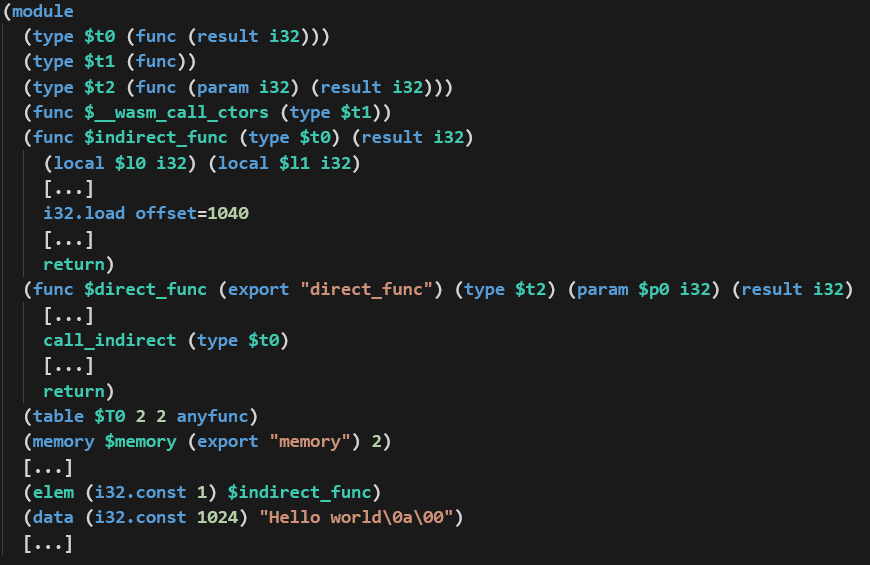 (module
(type $t0 (func (result i32)))
(type $t1 (func))
(type $t2 (func (param i32) (result i32)))
(func $__wasm_call_ctors (type $t1))
(func $indirect_func (type $t0) (result i32)
(local $l0 i32) (local $l1 i32)
[...]
i32.load offset=1040
[...]
return)
(func $direct_func (export "direct_func") (type $t2) (param $p0 i32) (result i32)
[...]
call_indirect (type $t0)
[...]
return)
(table $T0 2 2 anyfunc)
(memory $memory (export "memory") 2)
[...]
(elem (i32.const 1) $indirect_func)
(data (i32.const 1024) "Hello world\0a\00")
[...]